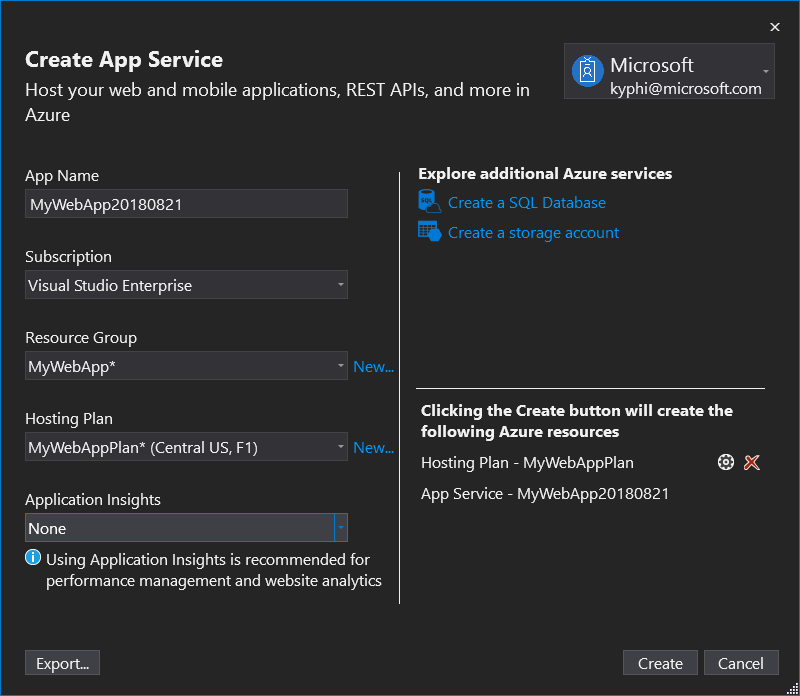 Create App Service
Host your web and mobile applications, REST APIs, and more in
Azure
Microsoft
kyphi@microsoft.com
App Name
MyWebApp20180821
Subscription
Visual Studio Enterprise
Resource Group
MyWebApp*
New...
Hosting Plan
MyWebAppPlan* (Central US, F1)
New...
Application Insights
None
Using Application Insights is recommended for
performance management and website analytics
Explore additional Azure services
SQL
Create a SQL Database
Create a storage account
Clicking the Create button will create the
following Azure resources
Hosting Plan - MyWebAppPlan
App Service - MyWebApp20180821
Export...
Create
Cancel